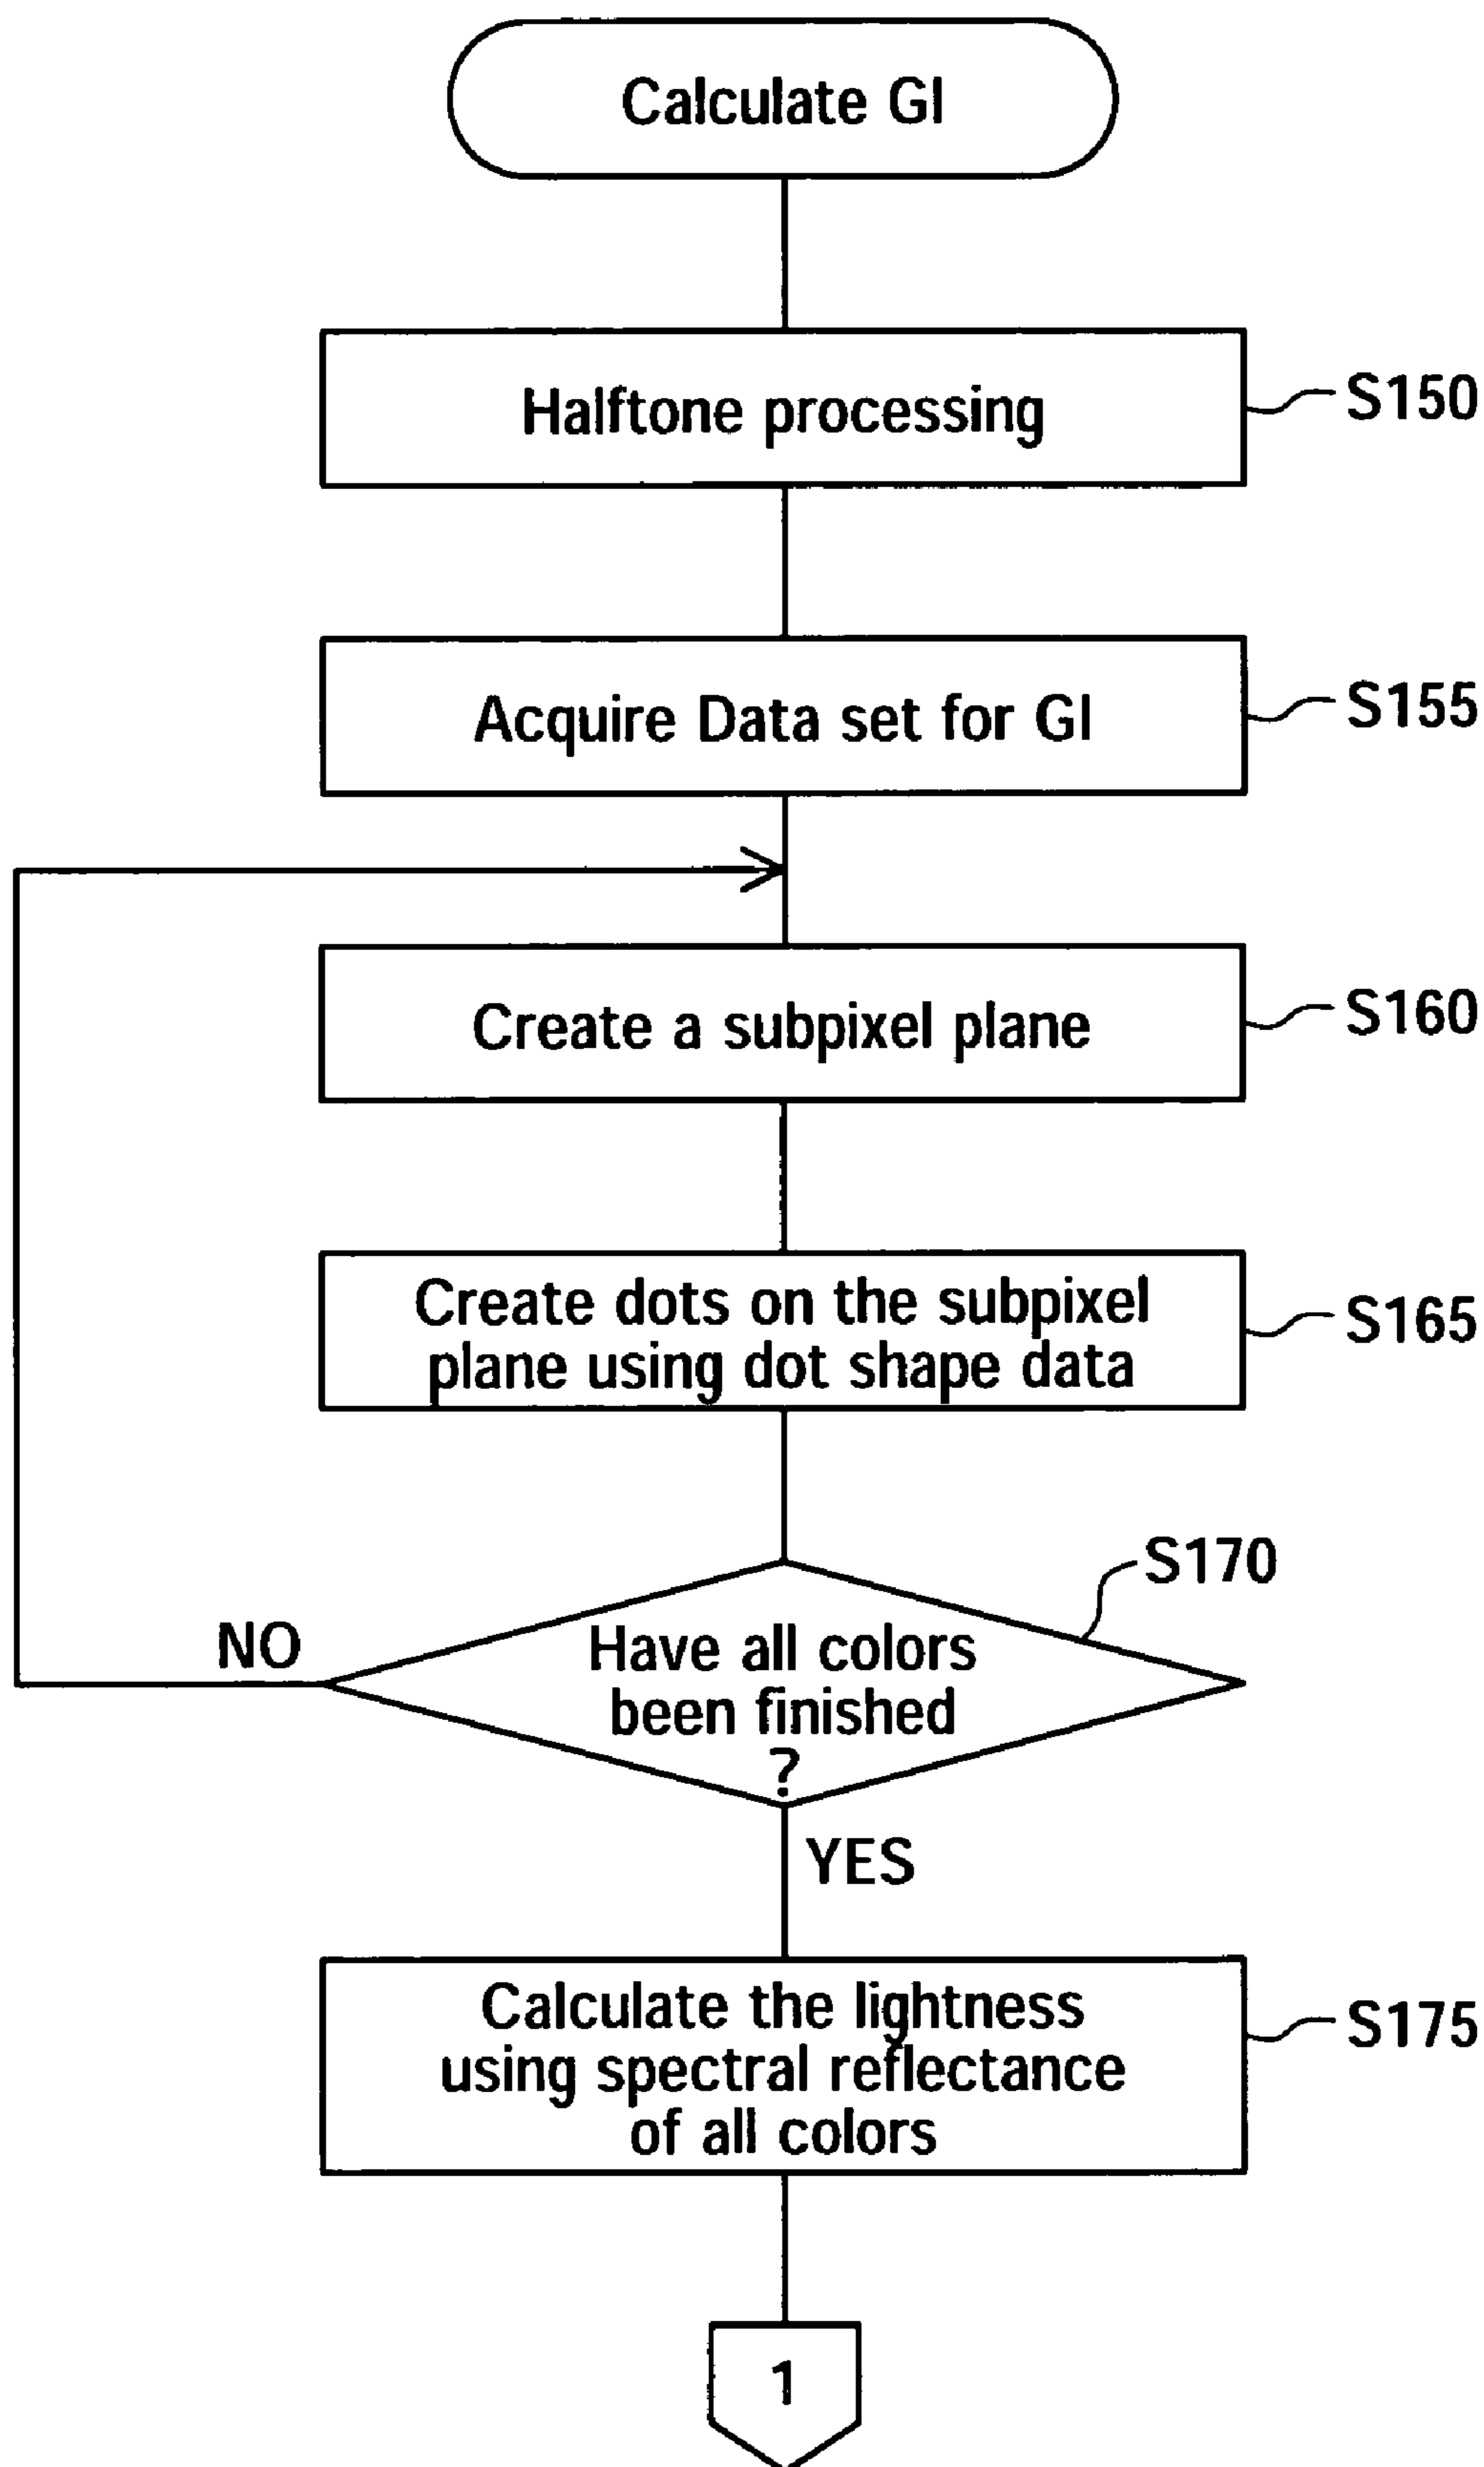 Calculate GI
Halftone processing
S150
Acquire Data set for GI
S155
Create a subpixel plane
S160
Create dots on the subpixel
plane using dot shape data
S165
S170
NO
Have all colors
been finished
?
YES
Calculate the lightness
using spectral reflectance
of all colors
S175
1